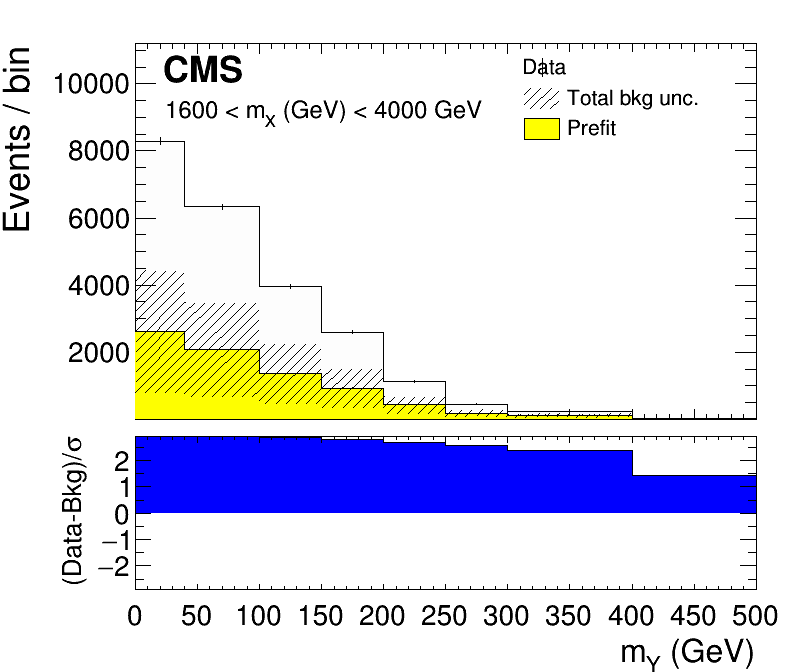 Events / bin
10000
8000
6000
4000
2000
CMS
1600 < m_X (GeV) < 4000 GeV
Data
Total bkg unc.
Prefit
(Data-Bkg)/σ
2
1
0
−1
−2
0 50 100 150 200 250 300 350 400 450 500
m_Y (GeV)